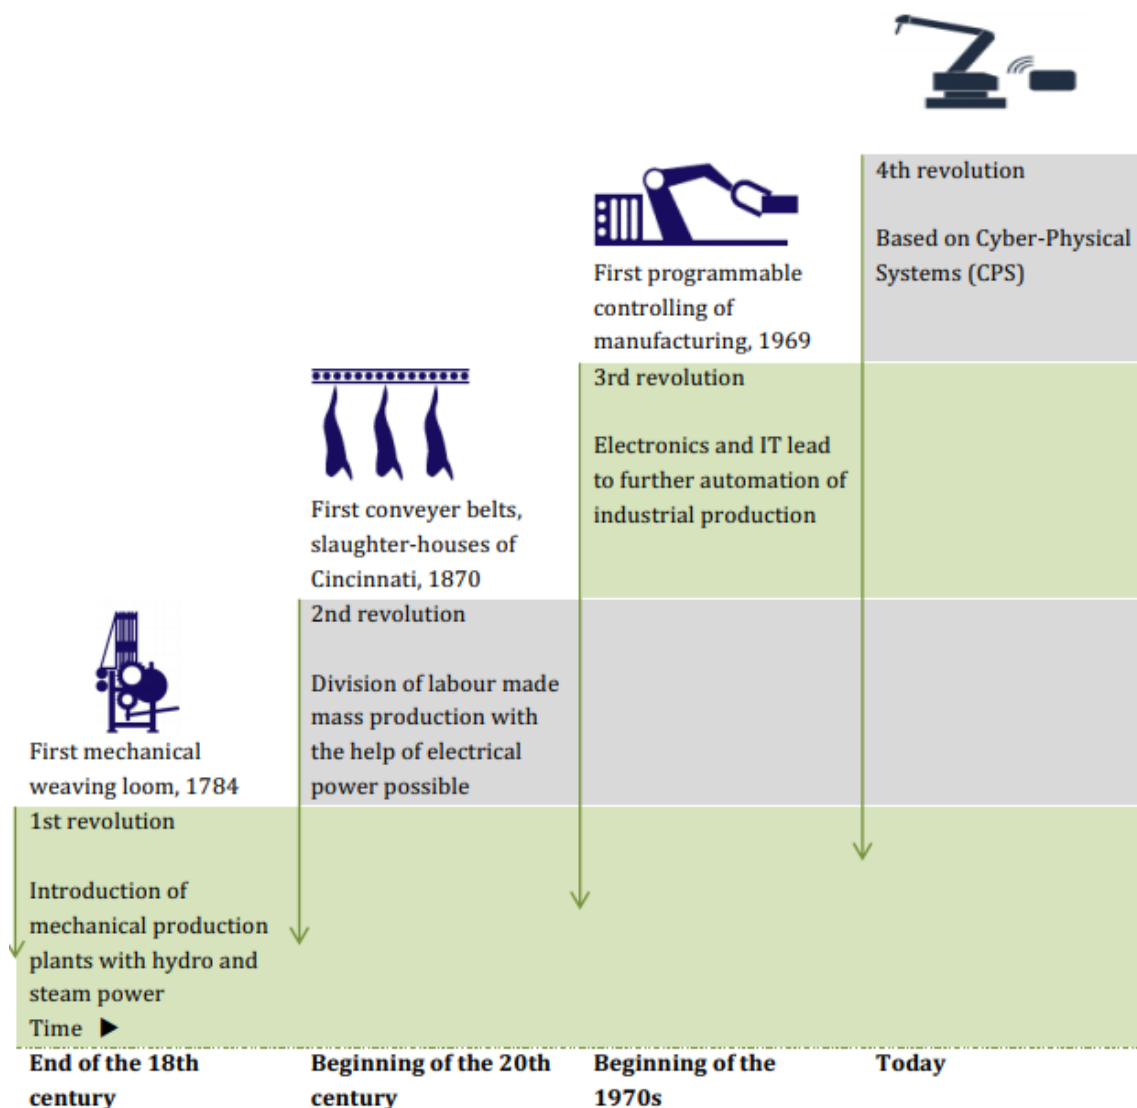 4th revolution
Based on Cyber-Physical
Systems (CPS)
First programmable
controlling of
manufacturing, 1969
3rd revolution
Electronics and IT lead
to further automation of
industrial production
First conveyer belts,
slaughter-houses of
Cincinnati, 1870
2nd revolution
Division of labour made
mass production with
the help of electrical
power possible
First mechanical
weaving loom, 1784
1st revolution
Introduction of
mechanical production
plants with hydro and
steam power
Time ►
End of the 18th
century
Beginning of the 20th
century
Beginning of the
1970s
Today